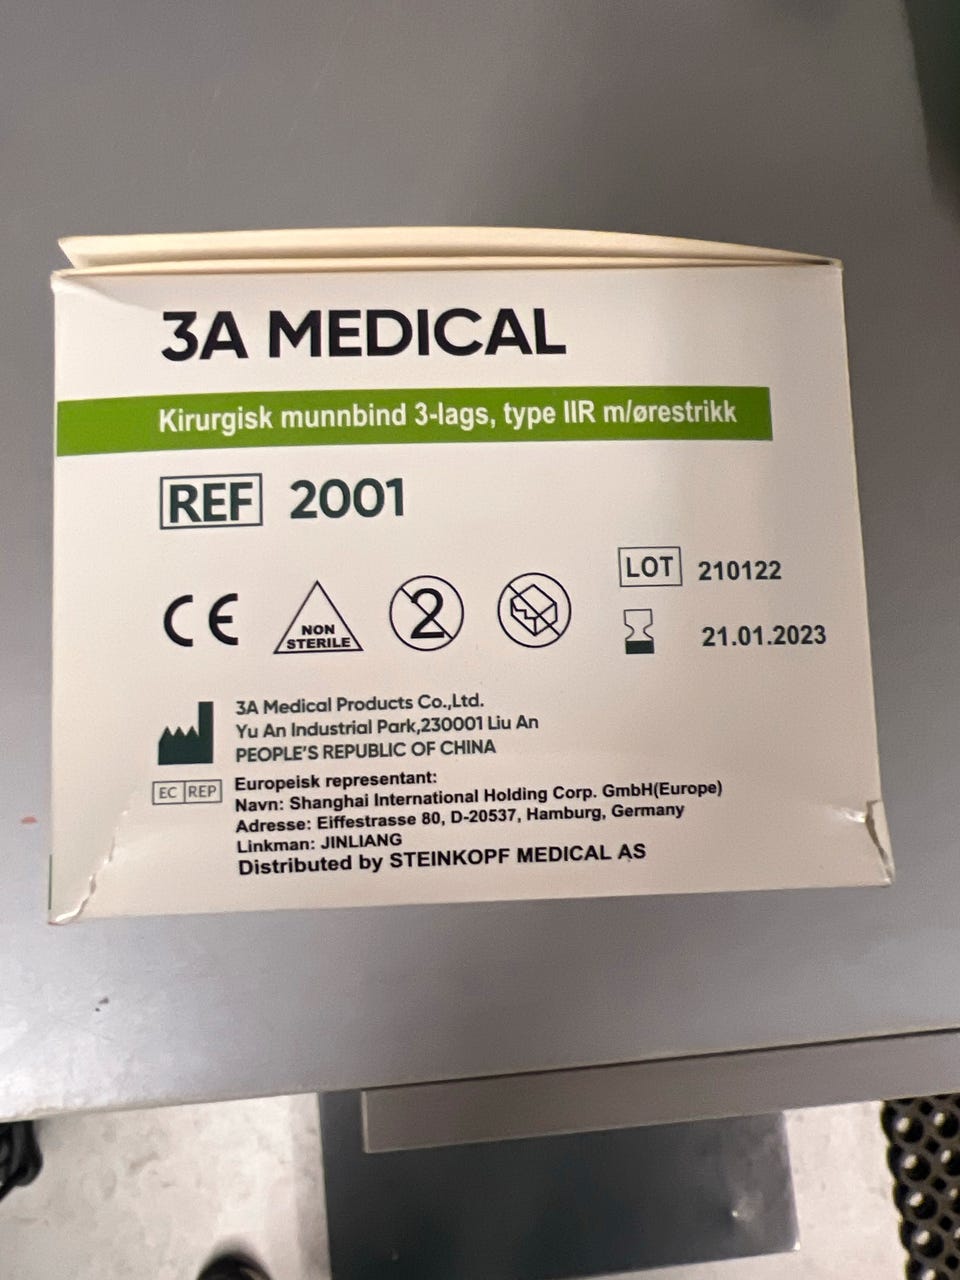 3A MEDICAL
Kirurgisk munnbind 3-lags, type IIR m/ørestrikk
REF 2001
LOT 210122
CE
NON
STERILE
2
21.01.2023
3A Medical Products Co.,Ltd.
Yu An Industrial Park,230001 Liu An
PEOPLE'S REPUBLIC OF CHINA
EC REP
Europeisk representant:
Navn: Shanghai International Holding Corp. GmbH(Europe)
Adresse: Eiffestrasse 80, D-20537, Hamburg, Germany
Linkman: JINLIANG
Distributed by STEINKOPF MEDICAL AS